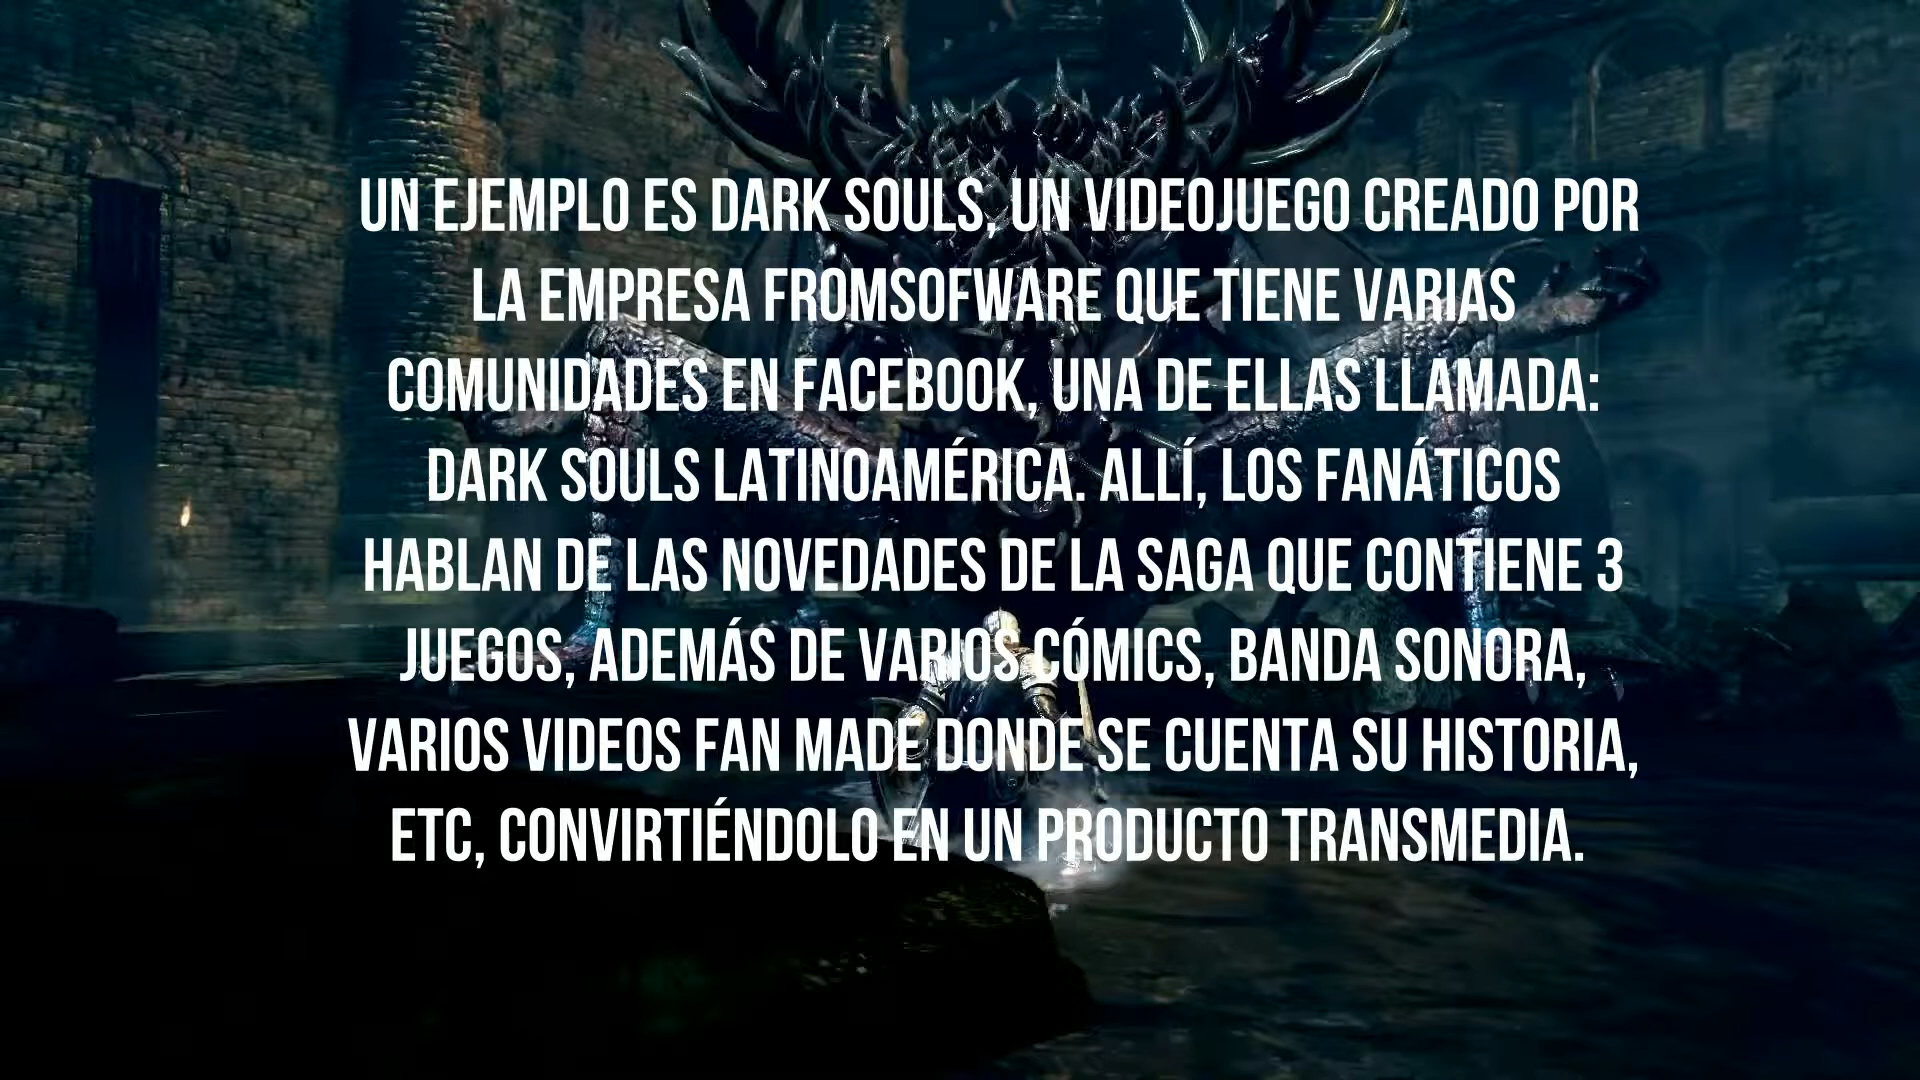 UN EJEMPLO ES DARK SOULS, UN VIDEOJUEGO CREADO POR
LA EMPRESA FROMSOFWARE QUE TIENE VARIAS
COMUNIDADES EN FACEBOOK, UNA DE ELLAS LLAMADA:
DARK SOULS LATINOAMÉRICA. ALLÍ, LOS FANÁTICOS
HABLAN DE LAS NOVEDADES DE LA SAGA QUE CONTIENE 3
JUEGOS, ADEMÁS DE VARIOS CÓMICS, BANDA SONORA,
VARIOS VIDEOS FAN MADE DONDE SE CUENTA SU HISTORIA,
ETC, CONVIRTIÉNDOLO EN UN PRODUCTO TRANSMEDIA.